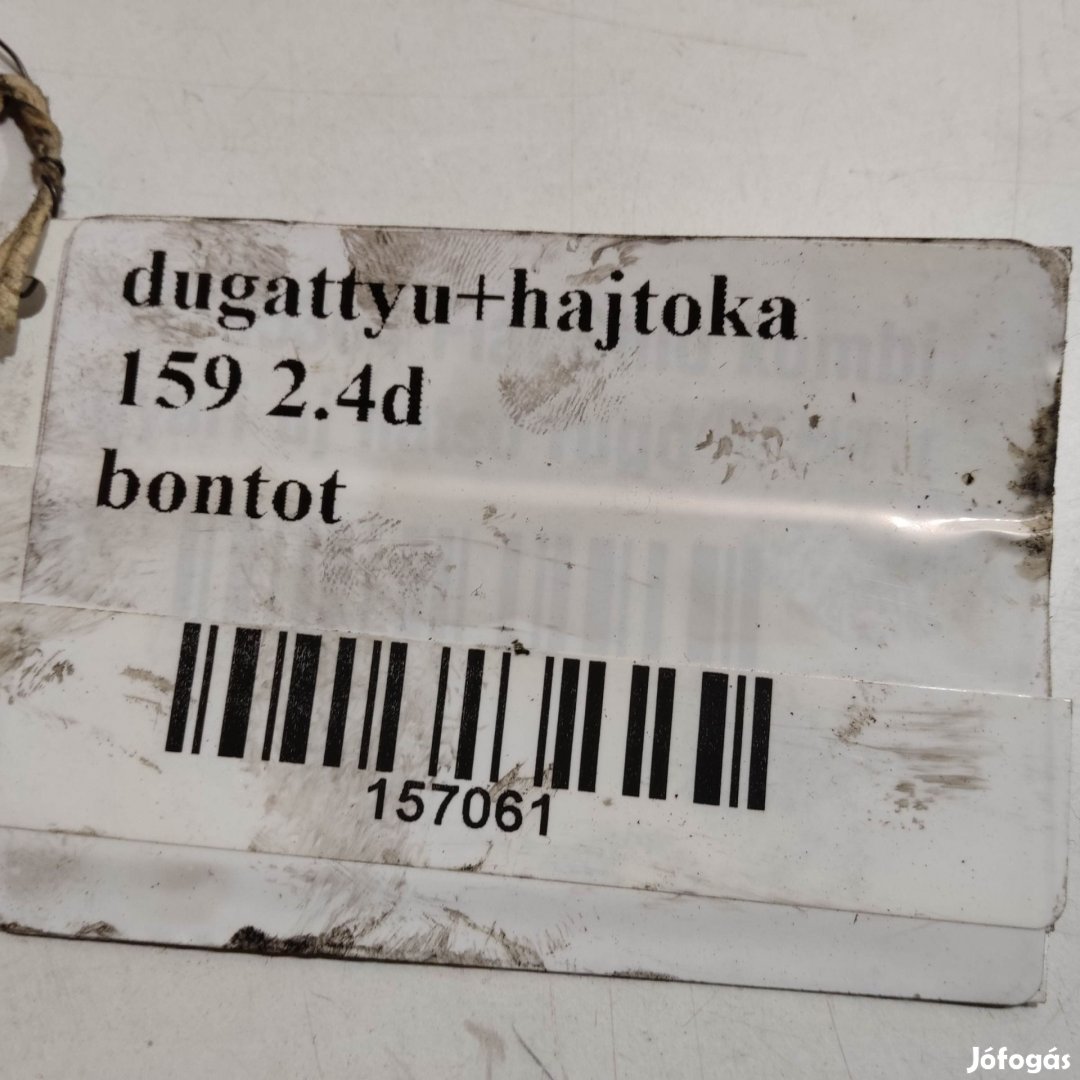 dugattyu+hajtoka
159 2.4d
bontot
157061
Jófogás